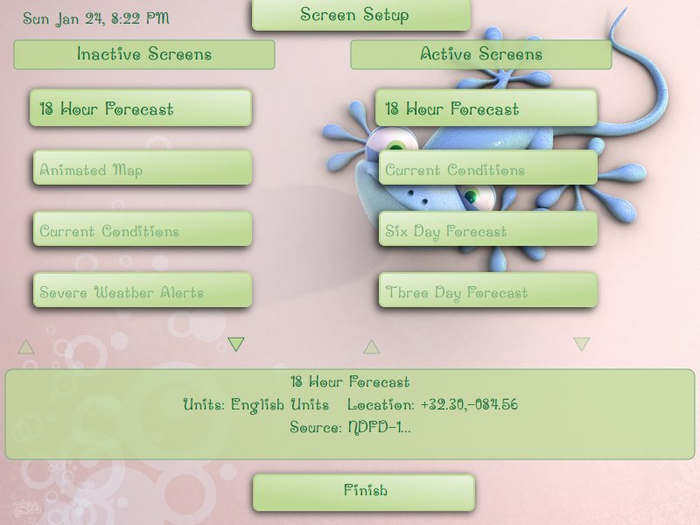 Sun Jan 24, 8:22 PM
Screen Setup
Inactive Screens
Active Screens
18 Hour Forecast
18 Hour Forecast
Animated Map
Current Conditions
Current Conditions
Six Day Forecast
Severe Weather Alerts
Three Day Forecast
18 Hour Forecast
Units: English Units Location: +32.30,-084.56
Source: NDFD-1...
Finish